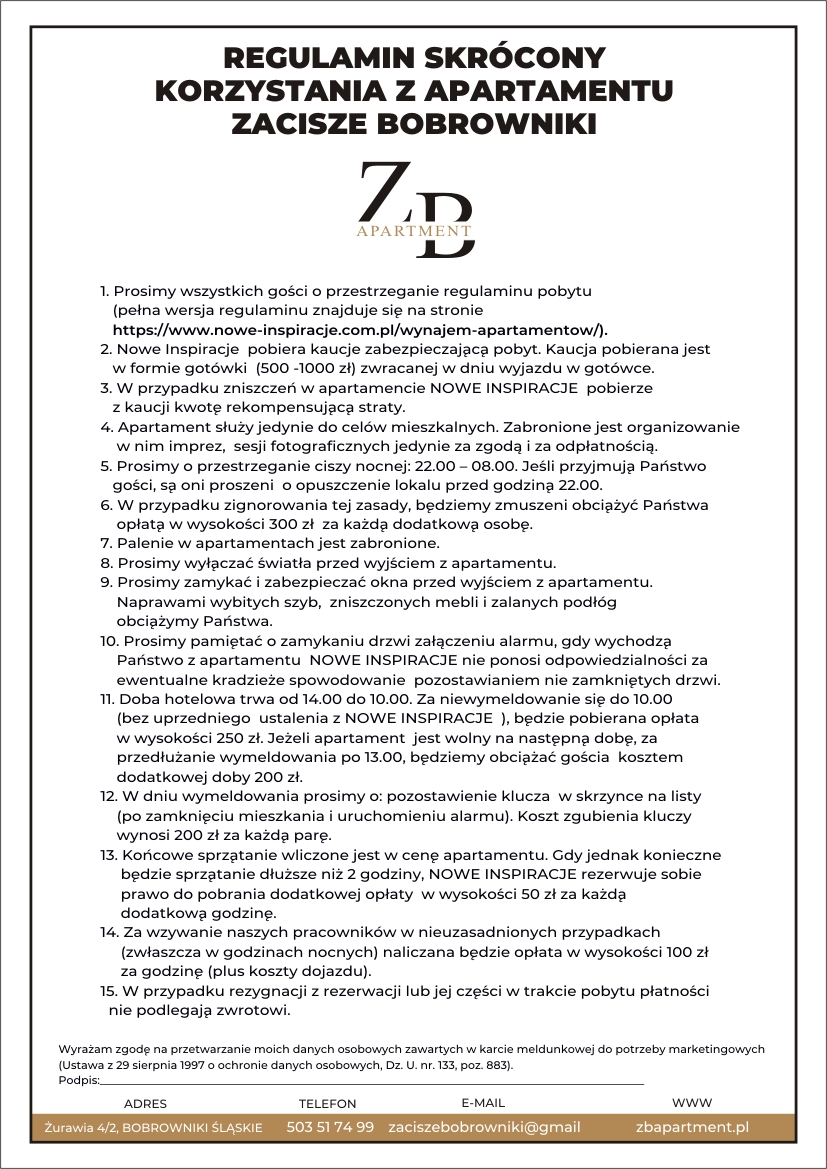 REGULAMIN SKRÓCONY
KORZYSTANIA Z APARTAMENTU
ZACISZE BOBROWNIKI
ZB
APARTMENT
1. Prosimy wszystkich gości o przestrzeganie regulaminu pobytu
(pełna wersja regulaminu znajduje się na stronie
https://www.nowe-inspiracje.com.pl/wynajem-apartamentow/).
2. Nowe Inspiracje pobiera kaucje zabezpieczającą pobyt. Kaucja pobierana jest
w formie gotówki (500 -1000 zł) zwracanej w dniu wyjazdu w gotówce.
3. W przypadku zniszczeń w apartamencie NOWE INSPIRACJE pobierze
z kaucji kwotę rekompensującą straty.
4. Apartament służy jedynie do celów mieszkalnych. Zabronione jest organizowanie
w nim imprez, sesji fotograficznych jedynie za zgodą i za odpłatnością.
5. Prosimy o przestrzeganie ciszy nocnej: 22.00 – 08.00. Jeśli przyjmują Państwo
gości, są oni proszeni o opuszczenie lokalu przed godziną 22.00.
6. W przypadku zignorowania tej zasady, będziemy zmuszeni obciążyć Państwa
opłatą w wysokości 300 zł za każdą dodatkową osobę.
7. Palenie w apartamentach jest zabronione.
8. Prosimy wyłączać światła przed wyjściem z apartamentu.
9. Prosimy zamykać i zabezpieczać okna przed wyjściem z apartamentu.
Naprawami wybitych szyb, zniszczonych mebli i zalanych podłóg
obciążymy Państwa.
10. Prosimy pamiętać o zamykaniu drzwi załączeniu alarmu, gdy wychodzą
Państwo z apartamentu NOWE INSPIRACJE nie ponosi odpowiedzialności za
ewentualne kradzieże spowodowanie pozostawianiem nie zamkniętych drzwi.
11. Doba hotelowa trwa od 14.00 do 10.00. Za niewymeldowanie się do 10.00
(bez uprzedniego ustalenia z NOWE INSPIRACJE ), będzie pobierana opłata
w wysokości 250 zł. Jeżeli apartament jest wolny na następną dobę, za
przedłużanie wymeldowania po 13.00, będziemy obciążać gościa kosztem
dodatkowej doby 200 zł.
12. W dniu wymeldowania prosimy o: pozostawienie klucza w skrzynce na listy
(po zamknięciu mieszkania i uruchomieniu alarmu). Koszt zgubienia kluczy
wynosi 200 zł za każdą parę.
13. Końcowe sprzątanie wliczone jest w cenę apartamentu. Gdy jednak konieczne
będzie sprzątanie dłuższe niż 2 godziny, NOWE INSPIRACJE rezerwuje sobie
prawo do pobrania dodatkowej opłaty w wysokości 50 zł za każdą
dodatkową godzinę.
14. Za wzywanie naszych pracowników w nieuzasadnionych przypadkach
(zwłaszcza w godzinach nocnych) naliczana będzie opłata w wysokości 100 zł
za godzinę (plus koszty dojazdu).
15. W przypadku rezygnacji z rezerwacji lub jej części w trakcie pobytu płatności
nie podlegają zwrotowi.
Wyrażam zgodę na przetwarzanie moich danych osobowych zawartych w karcie meldunkowej do potrzeby marketingowych
(Ustawa z 29 sierpnia 1997 o ochronie danych osobowych, Dz. U. nr. 133, poz. 883).
Podpis:
ADRES TELEFON E-MAIL WWW
Żurawia 4/2, BOBROWNIKI ŚLĄSKIE 503 51 74 99 zaciszebobrowniki@gmail zbapartment.pl